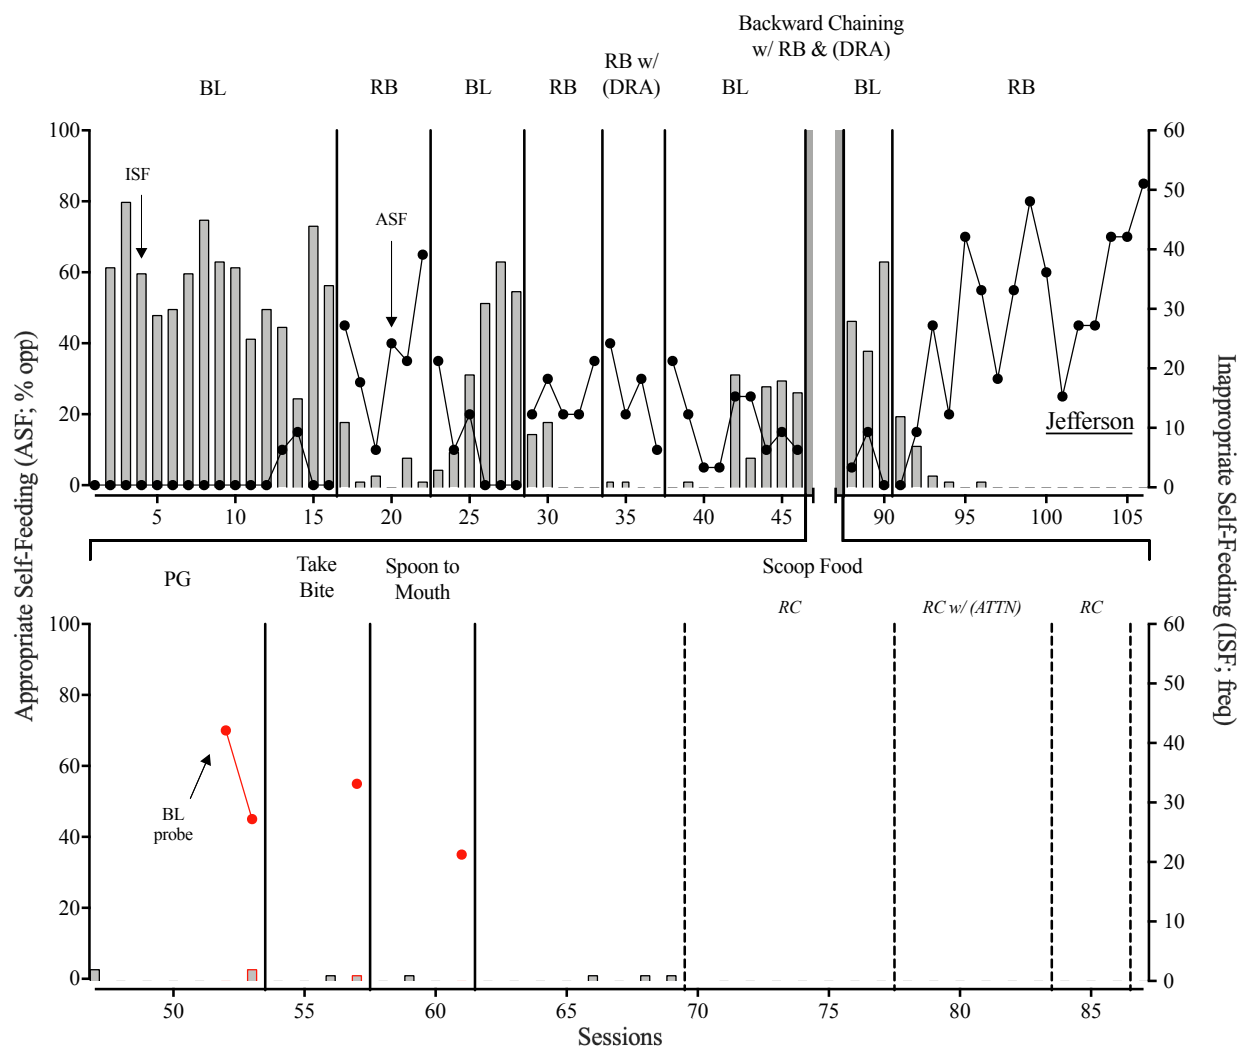 Backward Chaining
w/ RB & (DRA)
RB w/
(DRA)
BL RB BL RB BL BL RB
100 60
ISF
80 50
ASF
40
60
30
40
20
20
Jefferson
10
0 0
5 10 15 20 25 30 35 40 45 90 95 100 105
Appropriate Self-Feeding (ASF; % opp)
Inappropriate Self-Feeding (ISF; freq)
PG
Take
Bite
Spoon to
Mouth
Scoop Food
RC RC w/ (ATTN) RC
100 60
80 50
40
60
BL
probe
30
40
20
20
10
0 0
50 55 60 65 70 75 80 85
Sessions